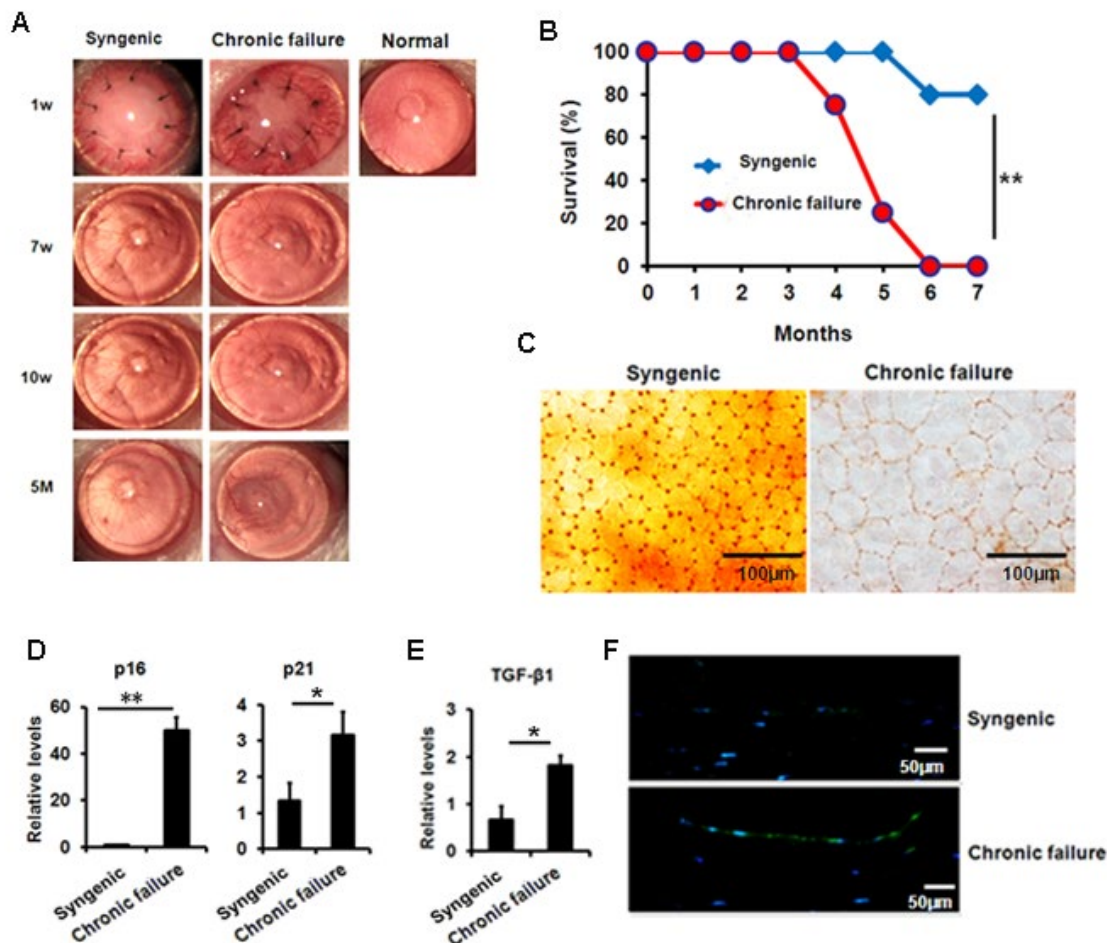 A
Syngenic Chronic failure Normal
1w
7w
10w
5M
B
Survival (%)
100
80
60
40
20
0
Syngenic
Chronic failure
**
0 1 2 3 4 5 6 7
Months
C
Syngenic Chronic failure
100µm 100µm
D
p16
Relative levels
60
40
20
0
**
Syngenic
Chronic failure
p21
4
3
2
1
0
*
Syngenic
Chronic failure
E
TGF-β1
Relative levels
3
2
1
0
*
Syngenic
Chronic failure
F
Syngenic
50µm
Chronic failure
50µm